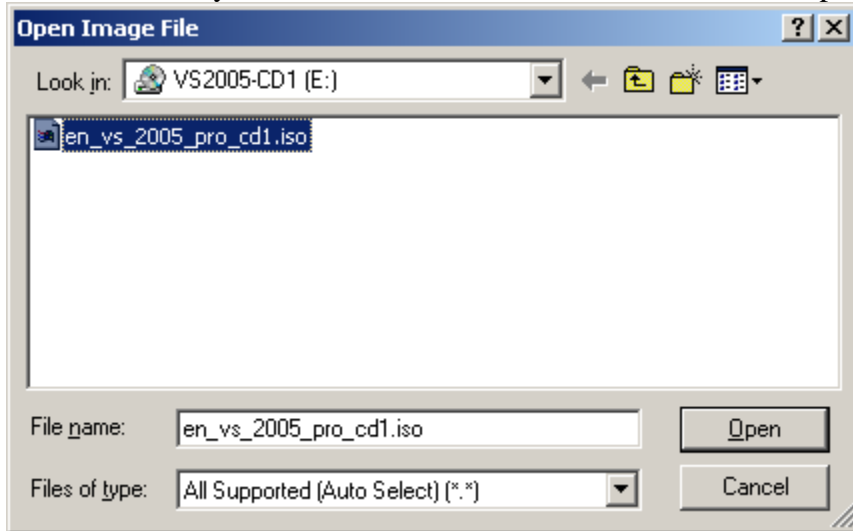 Open Image File
Look in: VS2005-CD1 (E:)
en_vs_2005_pro_cd1.iso
File name: en_vs_2005_pro_cd1.iso Open
Files of type: All Supported (Auto Select) (*.*) Cancel